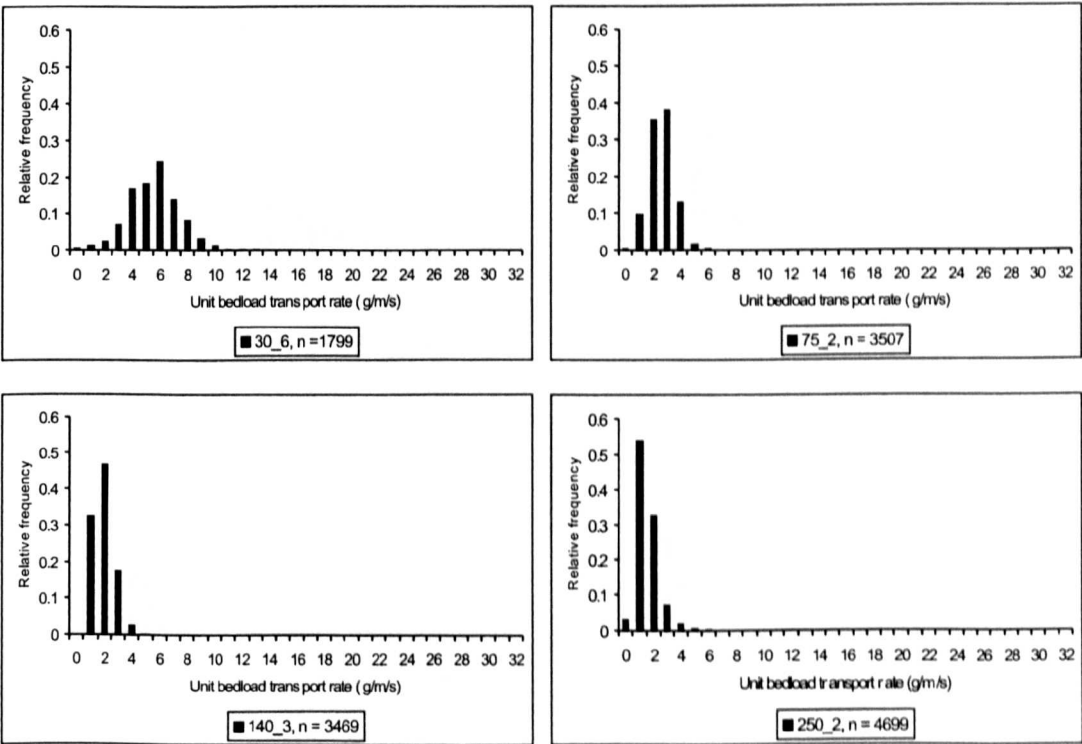 0.6
0.5
0.4
0.3
0.2
0.1
0
Relative frequency
0 2 4 6 8 10 12 14 16 18 20 22 24 26 28 30 32
Unit bedload trans port rate ( g/m/s)
30_6, n =1799
0.6
0.5
0.4
0.3
0.2
0.1
0
Relative frequency
0 2 4 6 8 10 12 14 16 18 20 22 24 26 28 30 32
Unit bedload trans port rate ( g/m/s)
75_2, n = 3507
0.6
0.5
0.4
0.3
0.2
0.1
0
Relative frequency
0 2 4 6 8 10 12 14 16 18 20 22 24 26 28 30 32
Unit bedload trans port rate (g/m/s)
140_3, n = 3469
0.6
0.5
0.4
0.3
0.2
0.1
0
Relative frequency
0 2 4 6 8 10 12 14 16 18 20 22 24 26 28 30 32
Unit bedload tr ansport r ate (g/m/s)
250_2, n = 4699